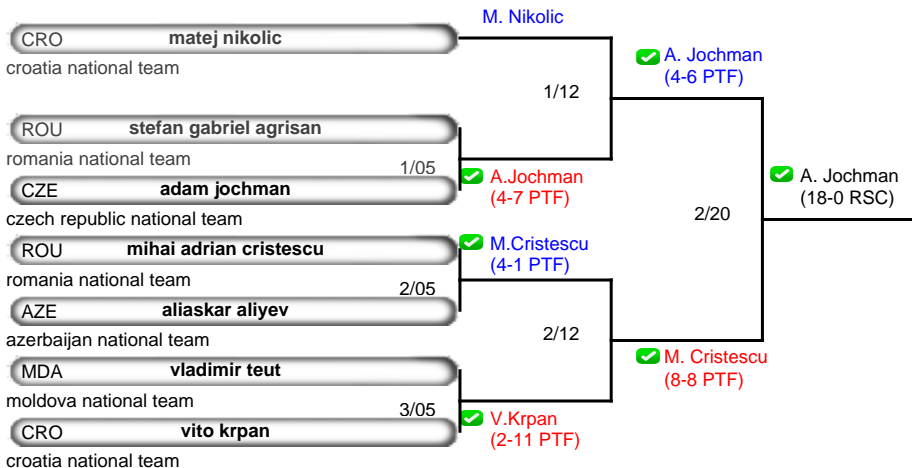 M. Nikolic
CRO matej nikolic
croatia national team
A. Jochman
(4-6 PTF)
1/12
ROU stefan gabriel agrisan
romania national team
1/05
A.Jochman
(4-7 PTF)
CZE adam jochman
czech republic national team
A. Jochman
(18-0 RSC)
2/20
ROU mihai adrian cristescu
romania national team
M.Cristescu
(4-1 PTF)
2/05
AZE aliaskar aliyev
azerbaijan national team
2/12
MDA vladimir teut
moldova national team
M. Cristescu
(8-8 PTF)
3/05
V.Krpan
(2-11 PTF)
CRO vito krpan
croatia national team